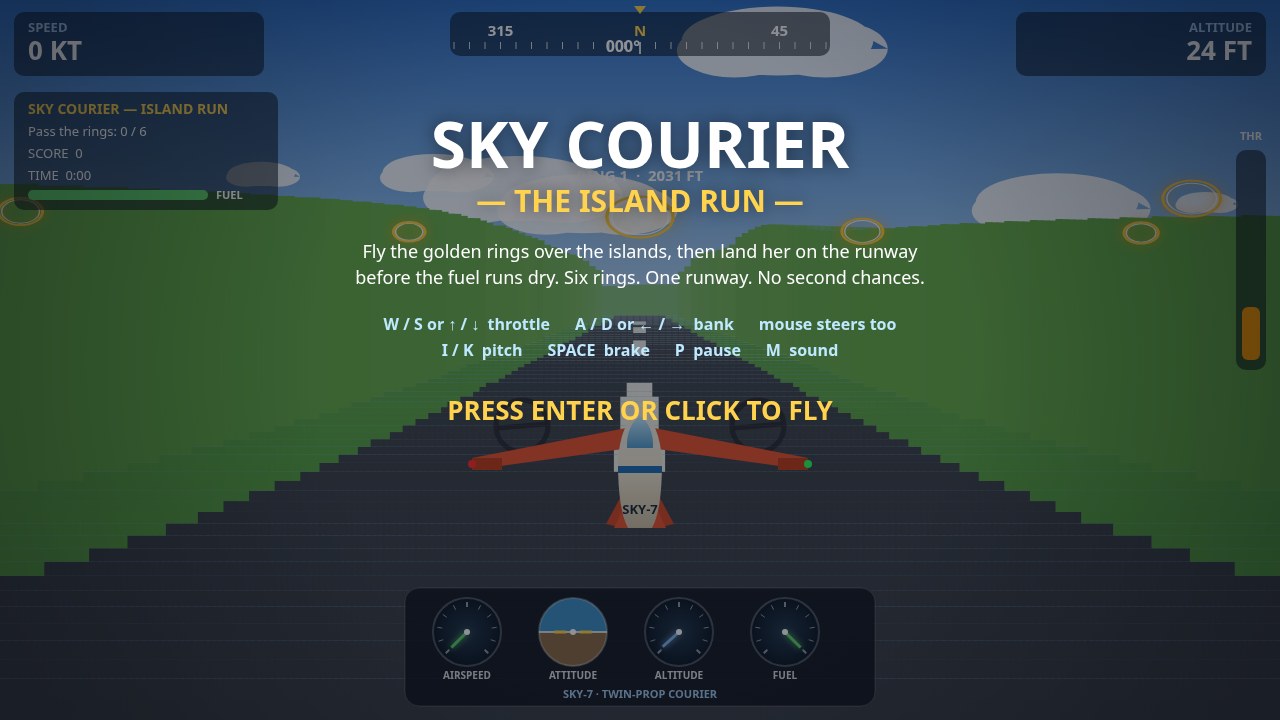 SPEED
0 KT
315 N 45
000°
ALTITUDE
24 FT
SKY COURIER — ISLAND RUN
Pass the rings: 0 / 6
SCORE 0
TIME 0:00
FUEL
THR
SKY COURIER
1 · 2031 FT
— THE ISLAND RUN —
Fly the golden rings over the islands, then land her on the runway
before the fuel runs dry. Six rings. One runway. No second chances.
W / S or ↑ / ↓ throttle A / D or ← / → bank mouse steers too
I / K pitch SPACE brake P pause M sound
PRESS ENTER OR CLICK TO FLY
SKY-7
AIRSPEED ATTITUDE ALTITUDE FUEL
SKY-7 · TWIN-PROP COURIER